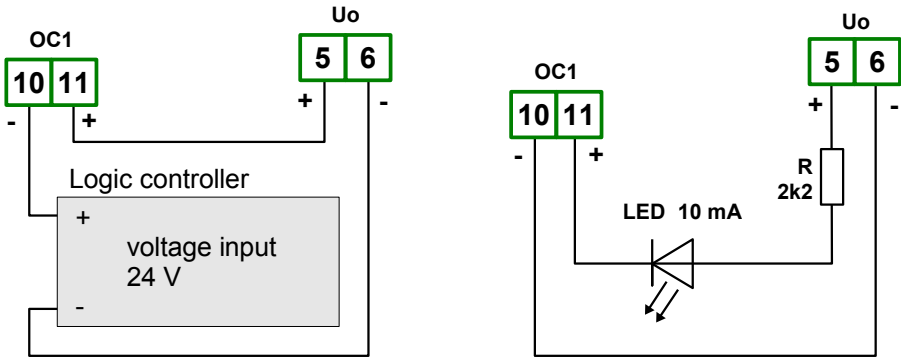 Uo
OC1
5 6
10 11
+ -
- +
Logic controller
+
voltage input
24 V
-
Uo
5 6
OC1
+ -
10 11
- +
R
2k2
LED 10 mA